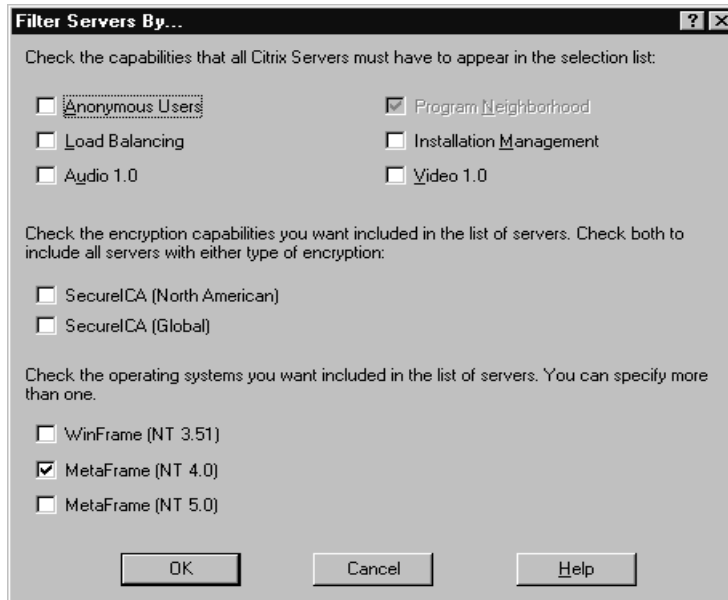 Filter Servers By...
Check the capabilities that all Citrix Servers must have to appear in the selection list:
Anonymous Users
Program Neighborhood
Load Balancing
Installation Management
Audio 1.0
Video 1.0
Check the encryption capabilities you want included in the list of servers. Check both to
include all servers with either type of encryption:
SecureICA (North American)
SecureICA (Global)
Check the operating systems you want included in the list of servers. You can specify more
than one.
WinFrame (NT 3.51)
MetaFrame (NT 4.0)
MetaFrame (NT 5.0)
OK
Cancel
Help